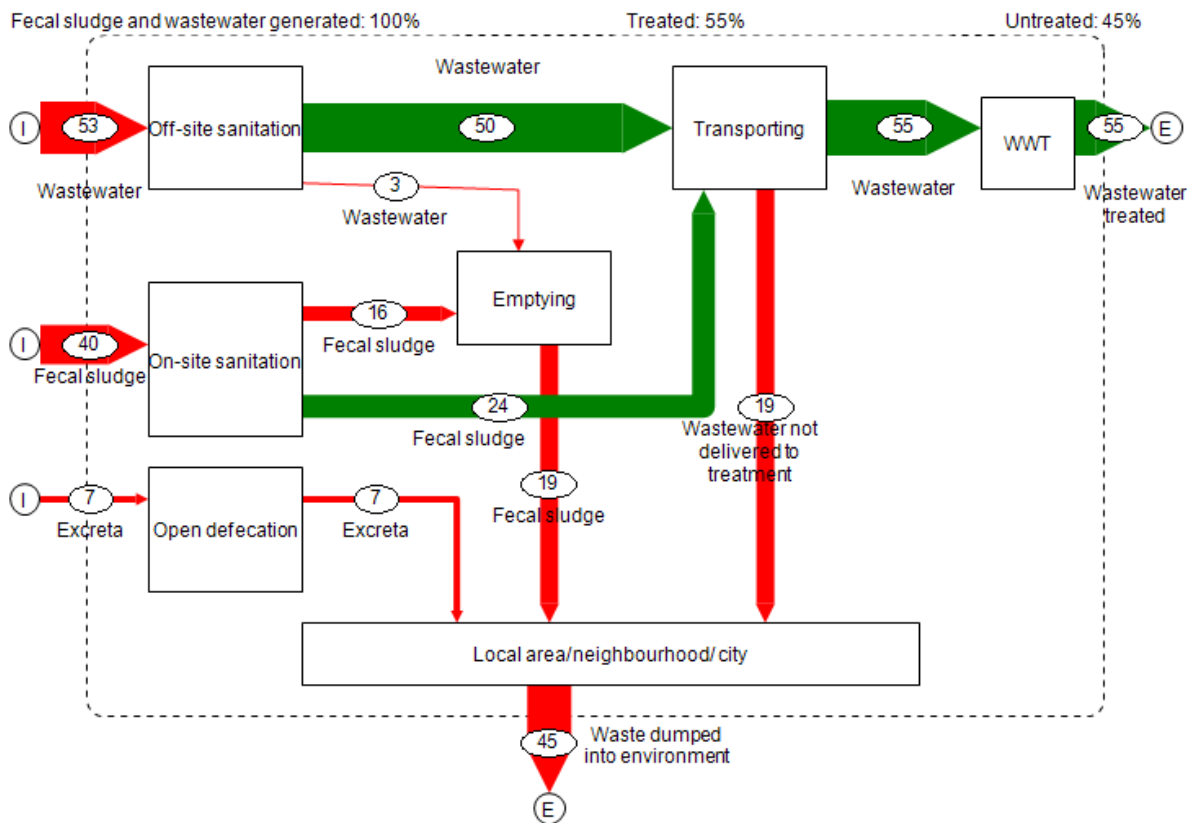 Fecal sludge and wastewater generated: 100%
Treated: 55%
Untreated: 45%
Wastewater
I
53
Off-site sanitation
50
Transporting
55
WWT
55
E
Wastewater
3
Wastewater
Wastewater
Wastewater
treated
Emptying
16
I
40
On-site sanitation
Fecal sludge
Fecal sludge
24
Fecal sludge
19
Wastewater not
delivered to
treatment
I
7
Excreta
Open defecation
7
Excreta
19
Fecal sludge
Local area/neighbourhood/city
45
Waste dumped
into environment
E